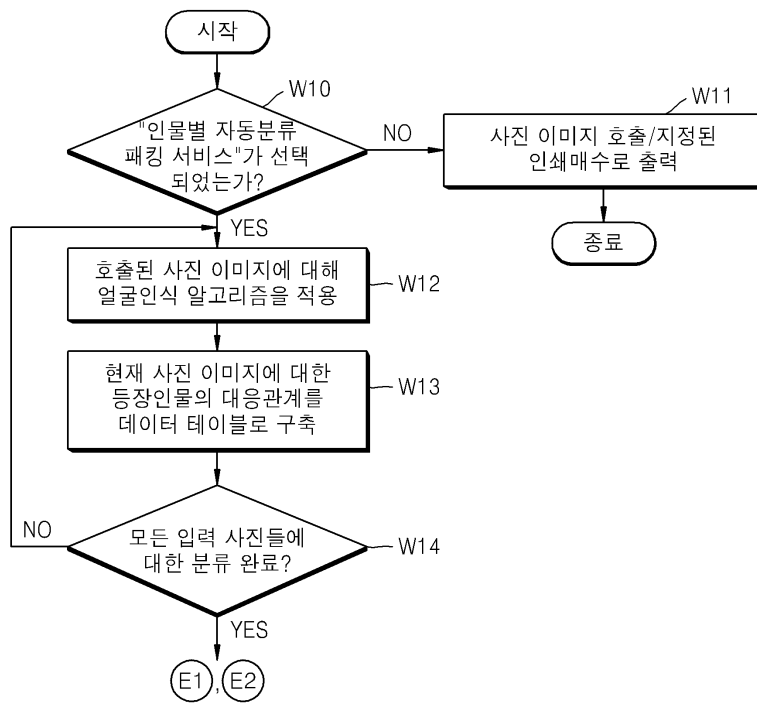 시작
W10
"인물별 자동분류
패킹 서비스"가 선택
되었는가?
NO
W11
사진 이미지 호출/지정된
인쇄매수로 출력
종료
YES
호출된 사진 이미지에 대해
얼굴인식 알고리즘을 적용
W12
현재 사진 이미지에 대한
등장인물의 대응관계를
데이터 테이블로 구축
W13
NO
모든 입력 사진들에
대한 분류 완료?
W14
YES
E1 , E2